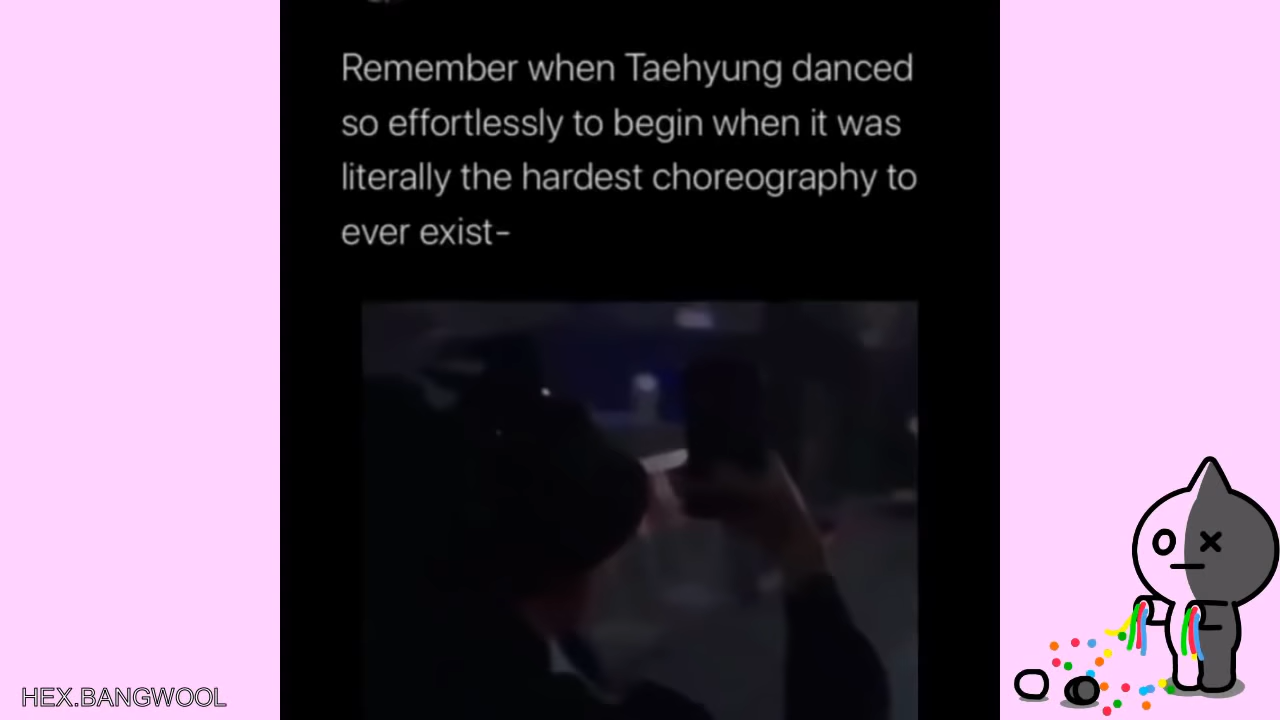 Remember when Taehyung danced
so effortlessly to begin when it was
literally the hardest choreography to
ever exist-
HEX.BANGWOOL